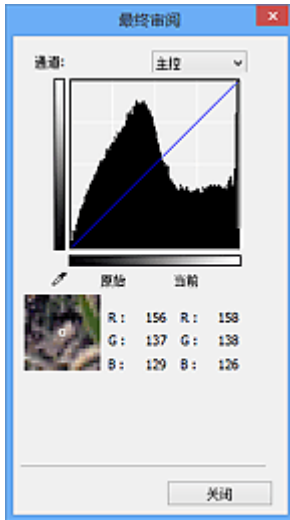 最终审阅
通道: 主控
原始 当前
R: 156 R: 158
G: 137 G: 138
B: 129 B: 126
关闭